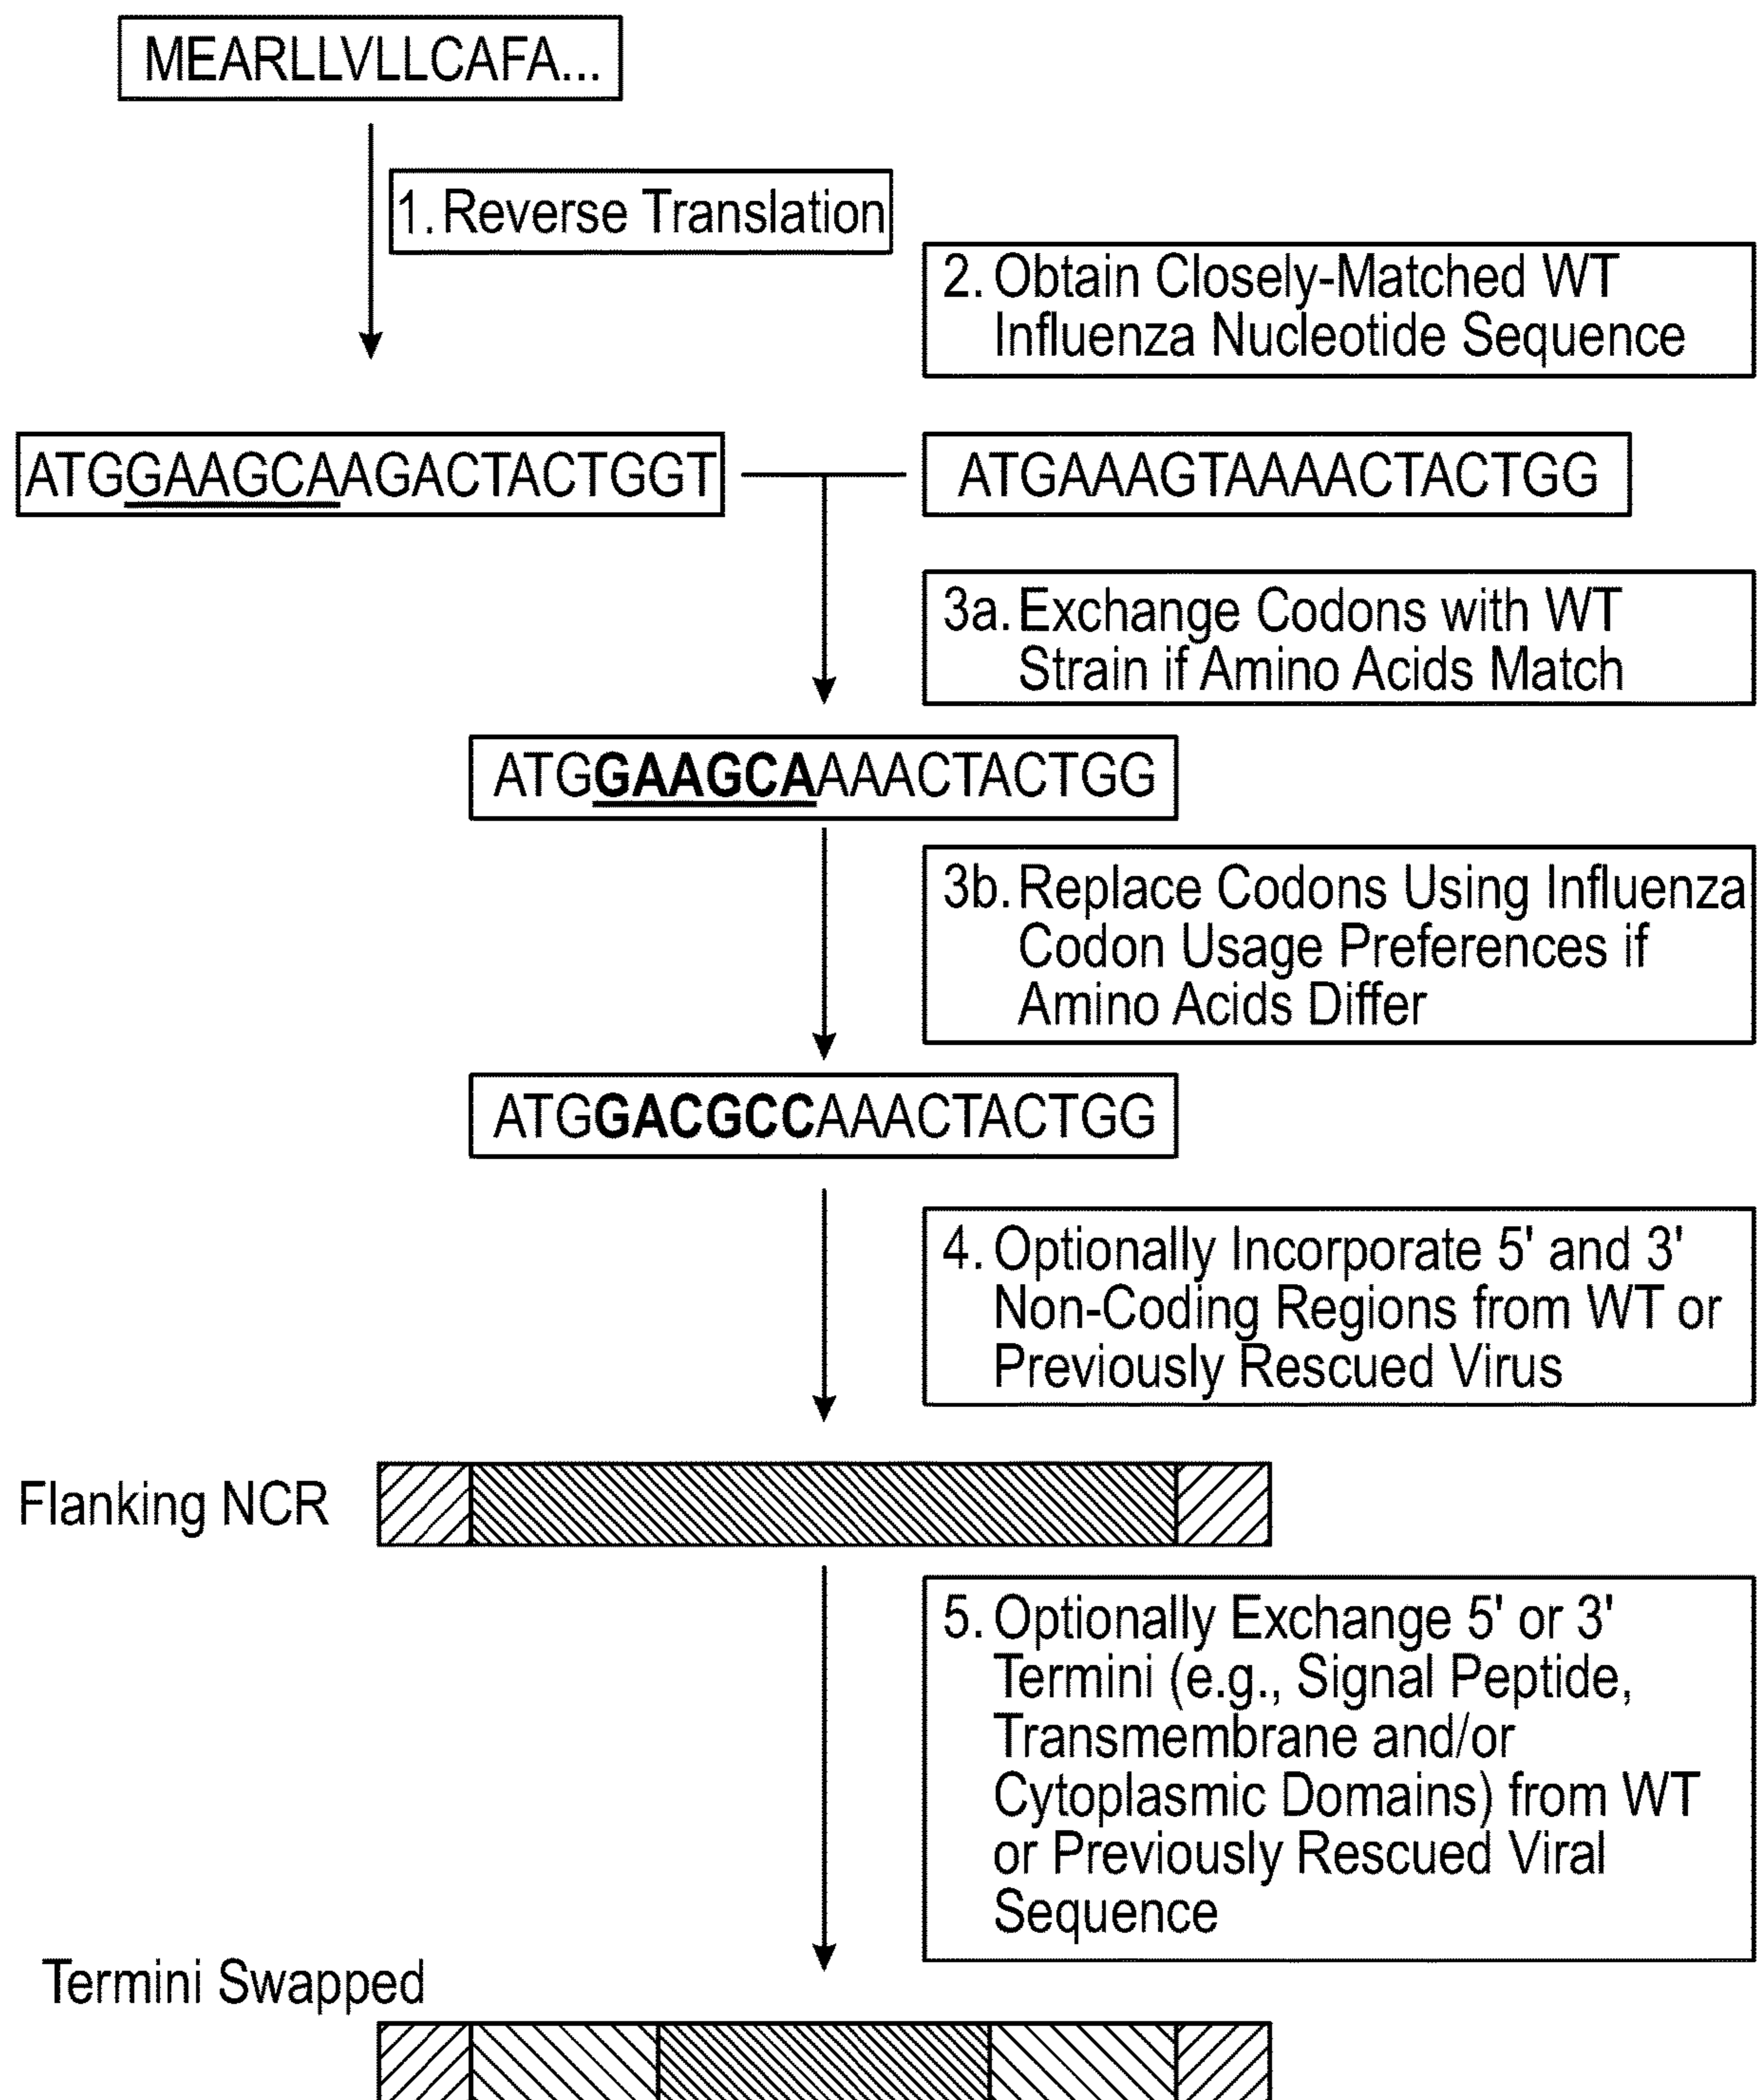 MEARLLVLLCAFA...
1. Reverse Translation
2. Obtain Closely-Matched WT
Influenza Nucleotide Sequence
ATGGAAGCAAGACTACTGGT
ATGAAAGTAAAACTACTGG
3a. Exchange Codons with WT
Strain if Amino Acids Match
ATGGAAGCAAAACTACTGG
3b. Replace Codons Using Influenza
Codon Usage Preferences if
Amino Acids Differ
ATGGACGCCAAACTACTGG
4. Optionally Incorporate 5' and 3'
Non-Coding Regions from WT or
Previously Rescued Virus
Flanking NCR
5. Optionally Exchange 5' or 3'
Termini (e.g., Signal Peptide,
Transmembrane and/or
Cytoplasmic Domains) from WT
or Previously Rescued Viral
Sequence
Termini Swapped